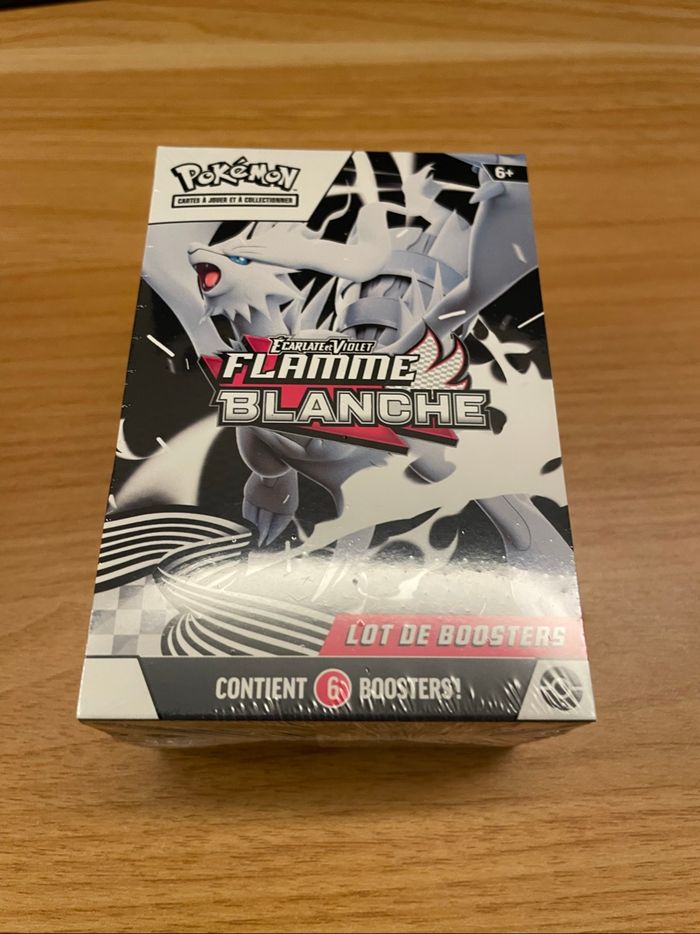 POKéMON
CARTES À JOUER ET À COLLECTIONNER
6+
ÉCARLATE ET VIOLET
FLAMME
BLANCHE
LOT DE BOOSTERS
CONTIENT 6 BOOSTERS!